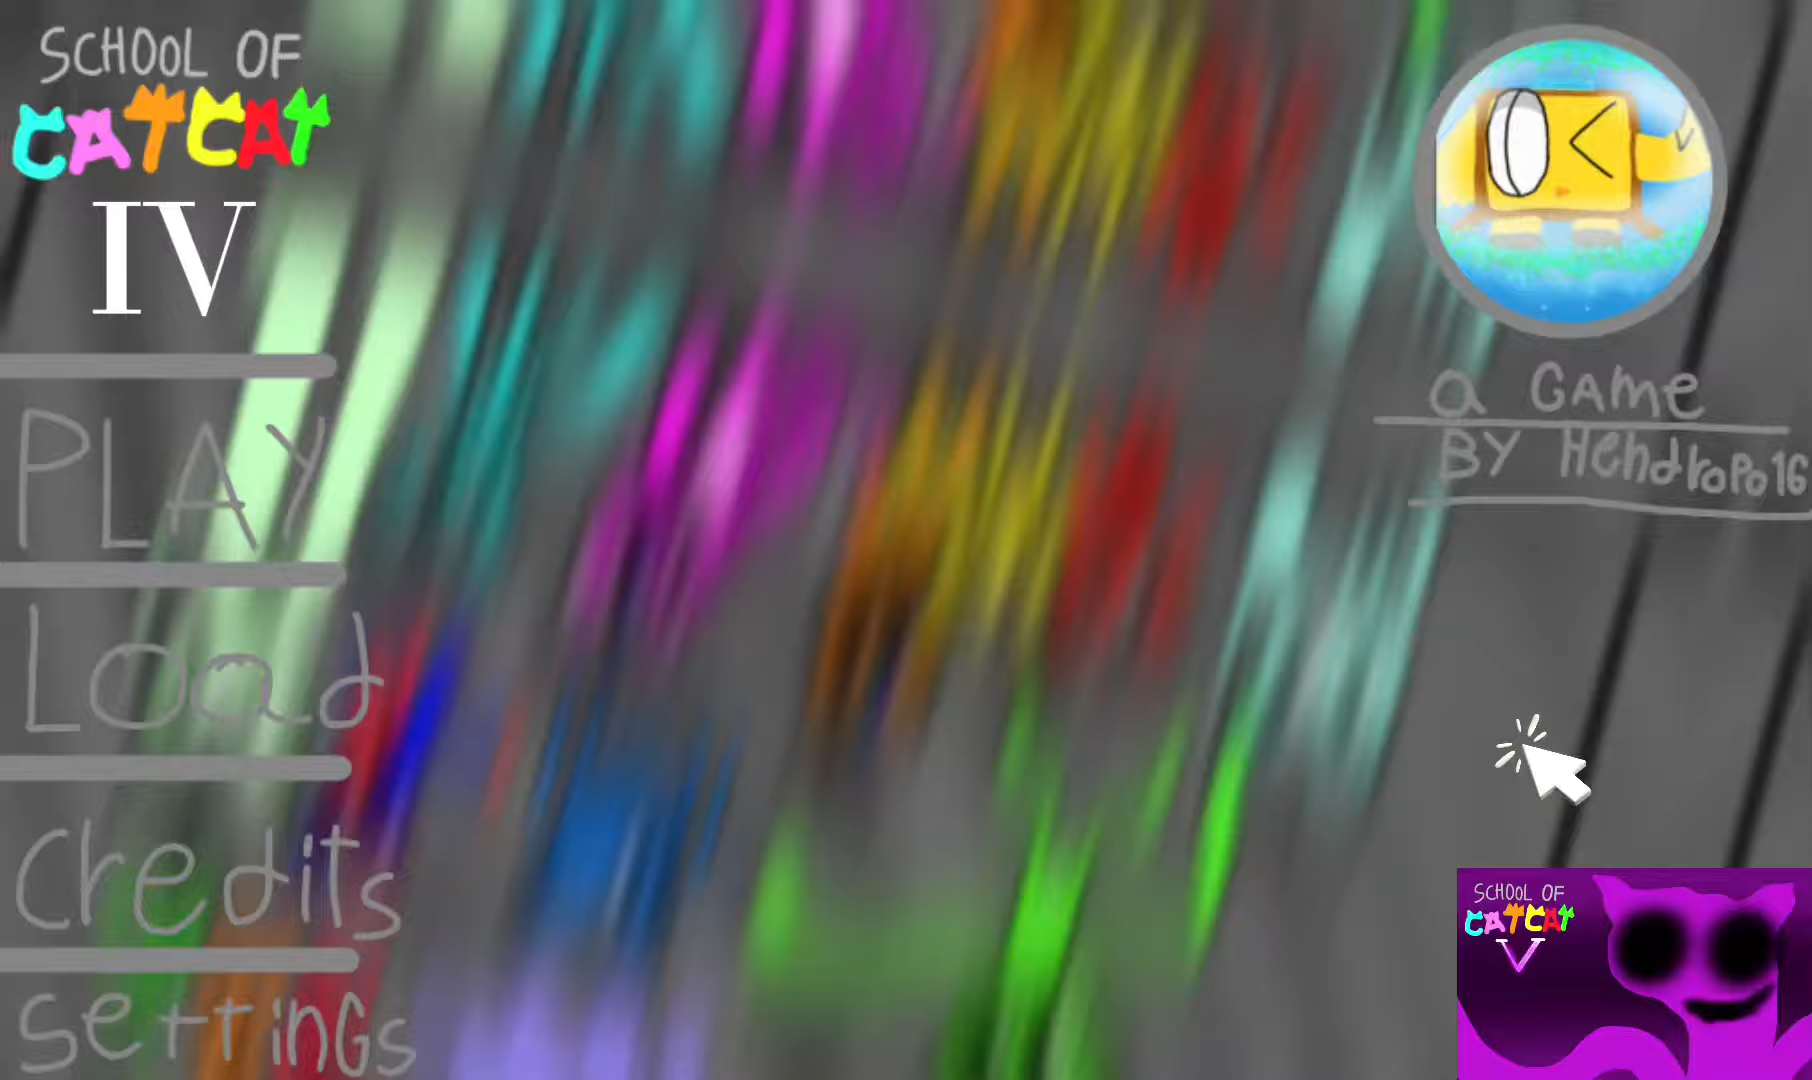 SCHOOL OF
CATCAT
IV
PLAY
Load
Credits
settinGs
a GAme
BY Hendropo16
SCHOOL OF
CATCAT
V